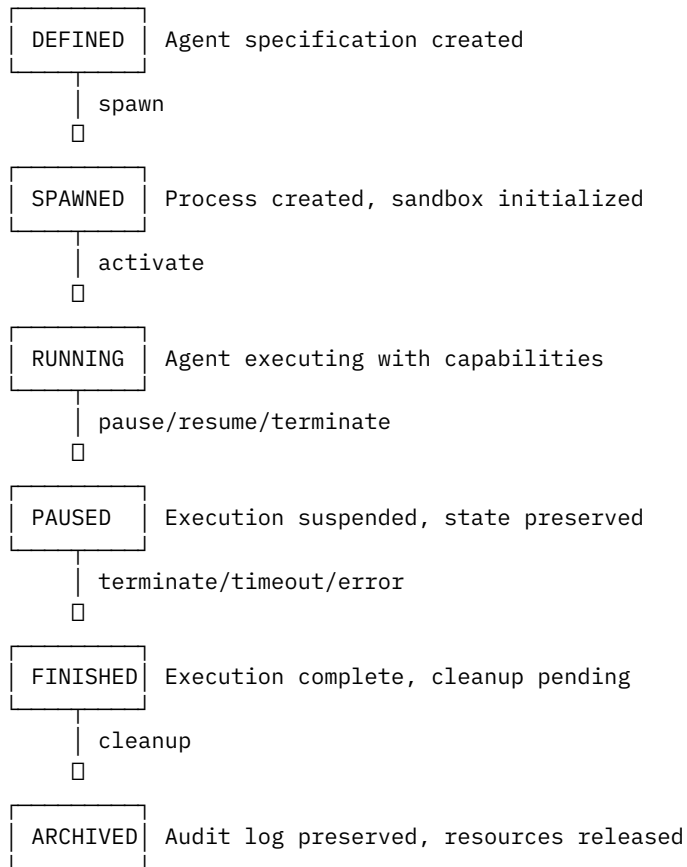 DEFINED Agent specification created
spawn
SPAWNED Process created, sandbox initialized
activate
RUNNING Agent executing with capabilities
pause/resume/terminate
PAUSED Execution suspended, state preserved
terminate/timeout/error
FINISHED Execution complete, cleanup pending
cleanup
ARCHIVED Audit log preserved, resources released